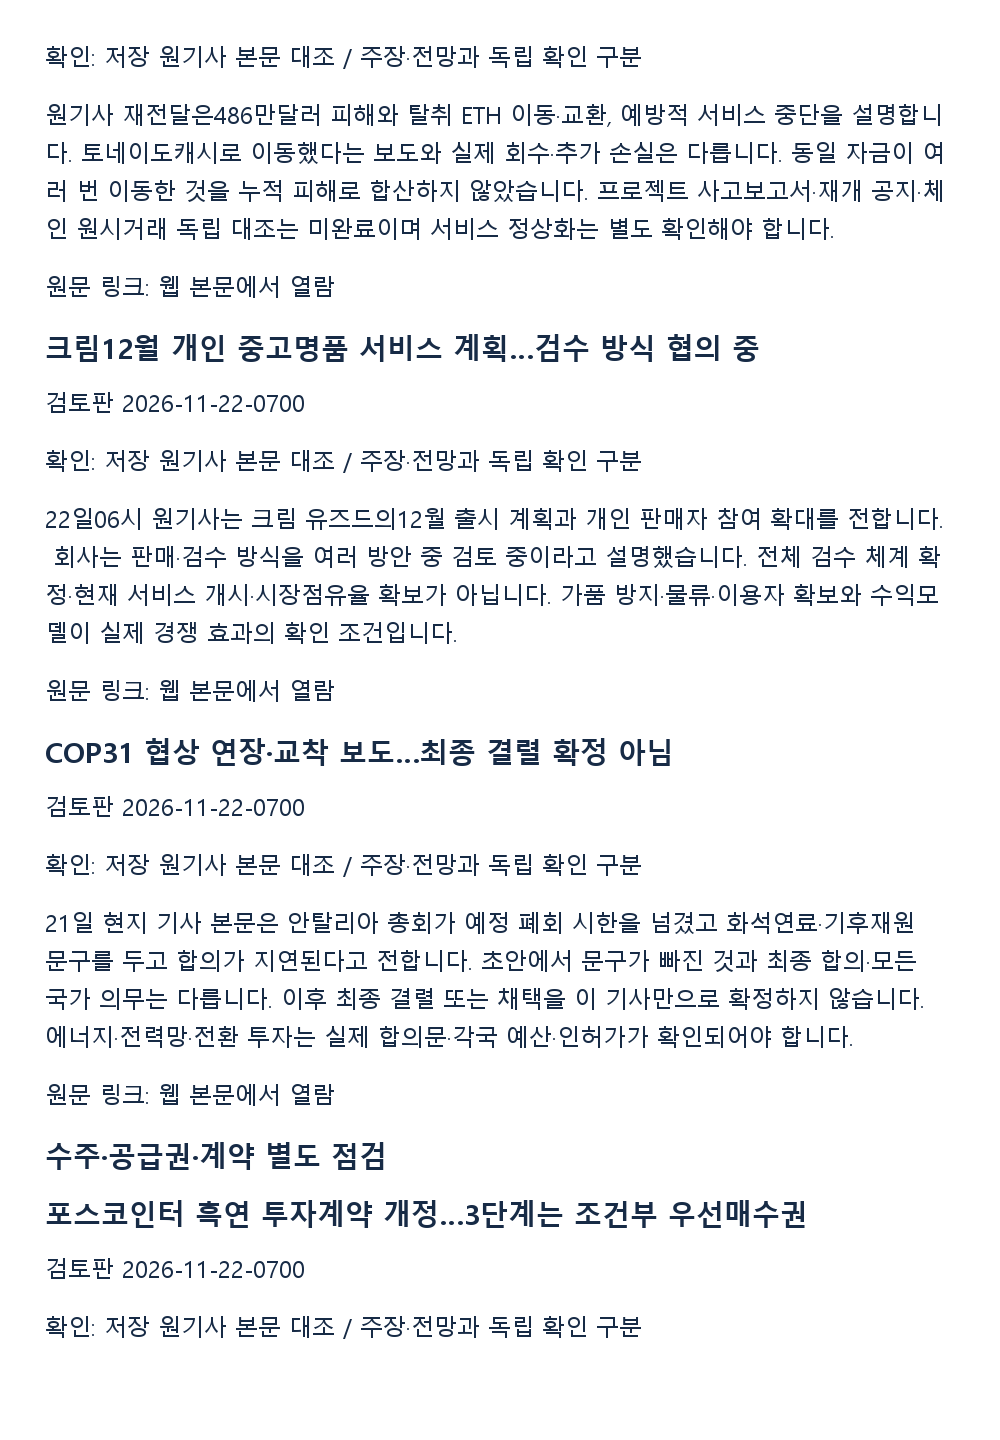 확인: 저장 원기사 본문 대조 / 주장·전망과 독립 확인 구분
원기사 재전달은486만달러 피해와 탈취 ETH 이동·교환, 예방적 서비스 중단을 설명합니
다. 토네이도캐시로 이동했다는 보도와 실제 회수·추가 손실은 다릅니다. 동일 자금이 여
러 번 이동한 것을 누적 피해로 합산하지 않았습니다. 프로젝트 사고보고서·재개 공지·체
인 원시거래 독립 대조는 미완료이며 서비스 정상화는 별도 확인해야 합니다.
원문 링크: 웹 본문에서 열람
크림12월 개인 중고명품 서비스 계획...검수 방식 협의 중
검토판 2026-11-22-0700
확인: 저장 원기사 본문 대조 / 주장·전망과 독립 확인 구분
22일06시 원기사는 크림 유즈드의12월 출시 계획과 개인 판매자 참여 확대를 전합니다.
회사는 판매·검수 방식을 여러 방안 중 검토 중이라고 설명했습니다. 전체 검수 체계 확
정·현재 서비스 개시·시장점유율 확보가 아닙니다. 가품 방지·물류·이용자 확보와 수익모
델이 실제 경쟁 효과의 확인 조건입니다.
원문 링크: 웹 본문에서 열람
COP31 협상 연장·교착 보도...최종 결렬 확정 아님
검토판 2026-11-22-0700
확인: 저장 원기사 본문 대조 / 주장·전망과 독립 확인 구분
21일 현지 기사 본문은 안탈리아 총회가 예정 폐회 시한을 넘겼고 화석연료·기후재원
문구를 두고 합의가 지연된다고 전합니다. 초안에서 문구가 빠진 것과 최종 합의·모든
국가 의무는 다릅니다. 이후 최종 결렬 또는 채택을 이 기사만으로 확정하지 않습니다.
에너지·전력망·전환 투자는 실제 합의문·각국 예산·인허가가 확인되어야 합니다.
원문 링크: 웹 본문에서 열람
수주·공급권·계약 별도 점검
포스코인터 흑연 투자계약 개정...3단계는 조건부 우선매수권
검토판 2026-11-22-0700
확인: 저장 원기사 본문 대조 / 주장·전망과 독립 확인 구분